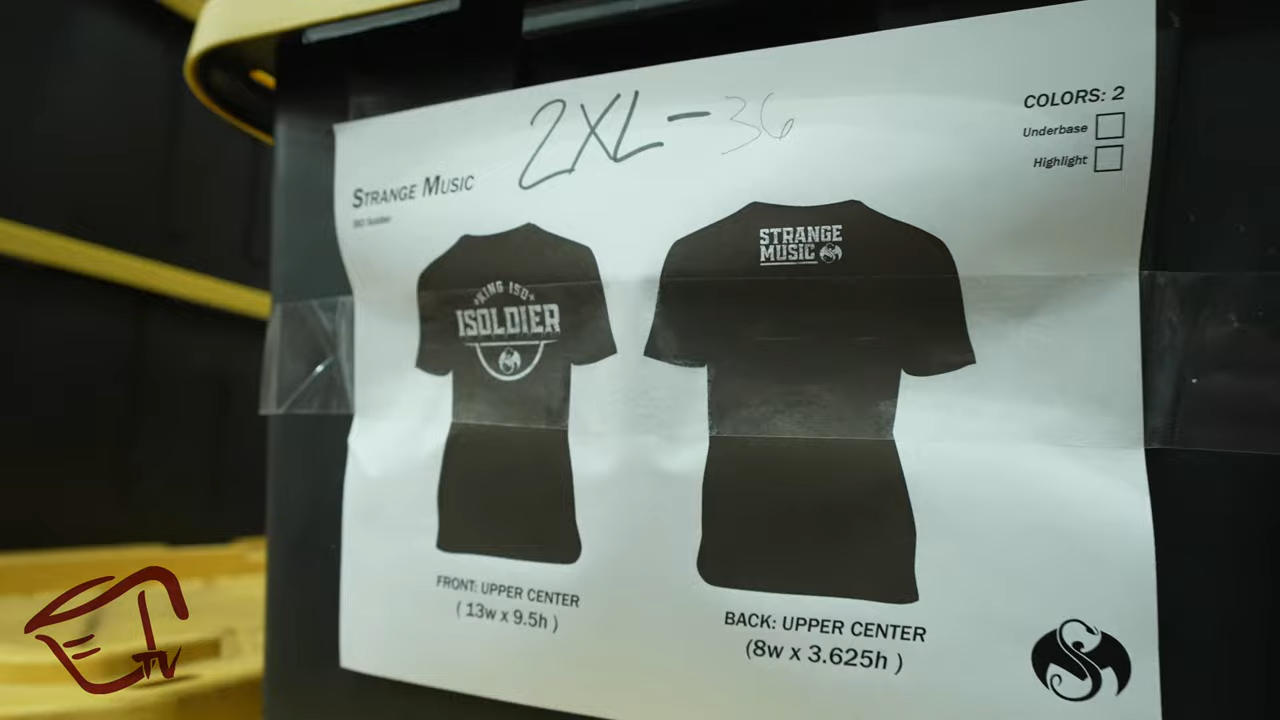 2XL-36
COLORS: 2
Underbase
Highlight
STRANGE MUSIC
KING ISO
ISOLDIER
STRANGE
MUSIC
FRONT: UPPER CENTER
( 13w x 9.5h )
BACK: UPPER CENTER
(8w x 3.625h )
TV